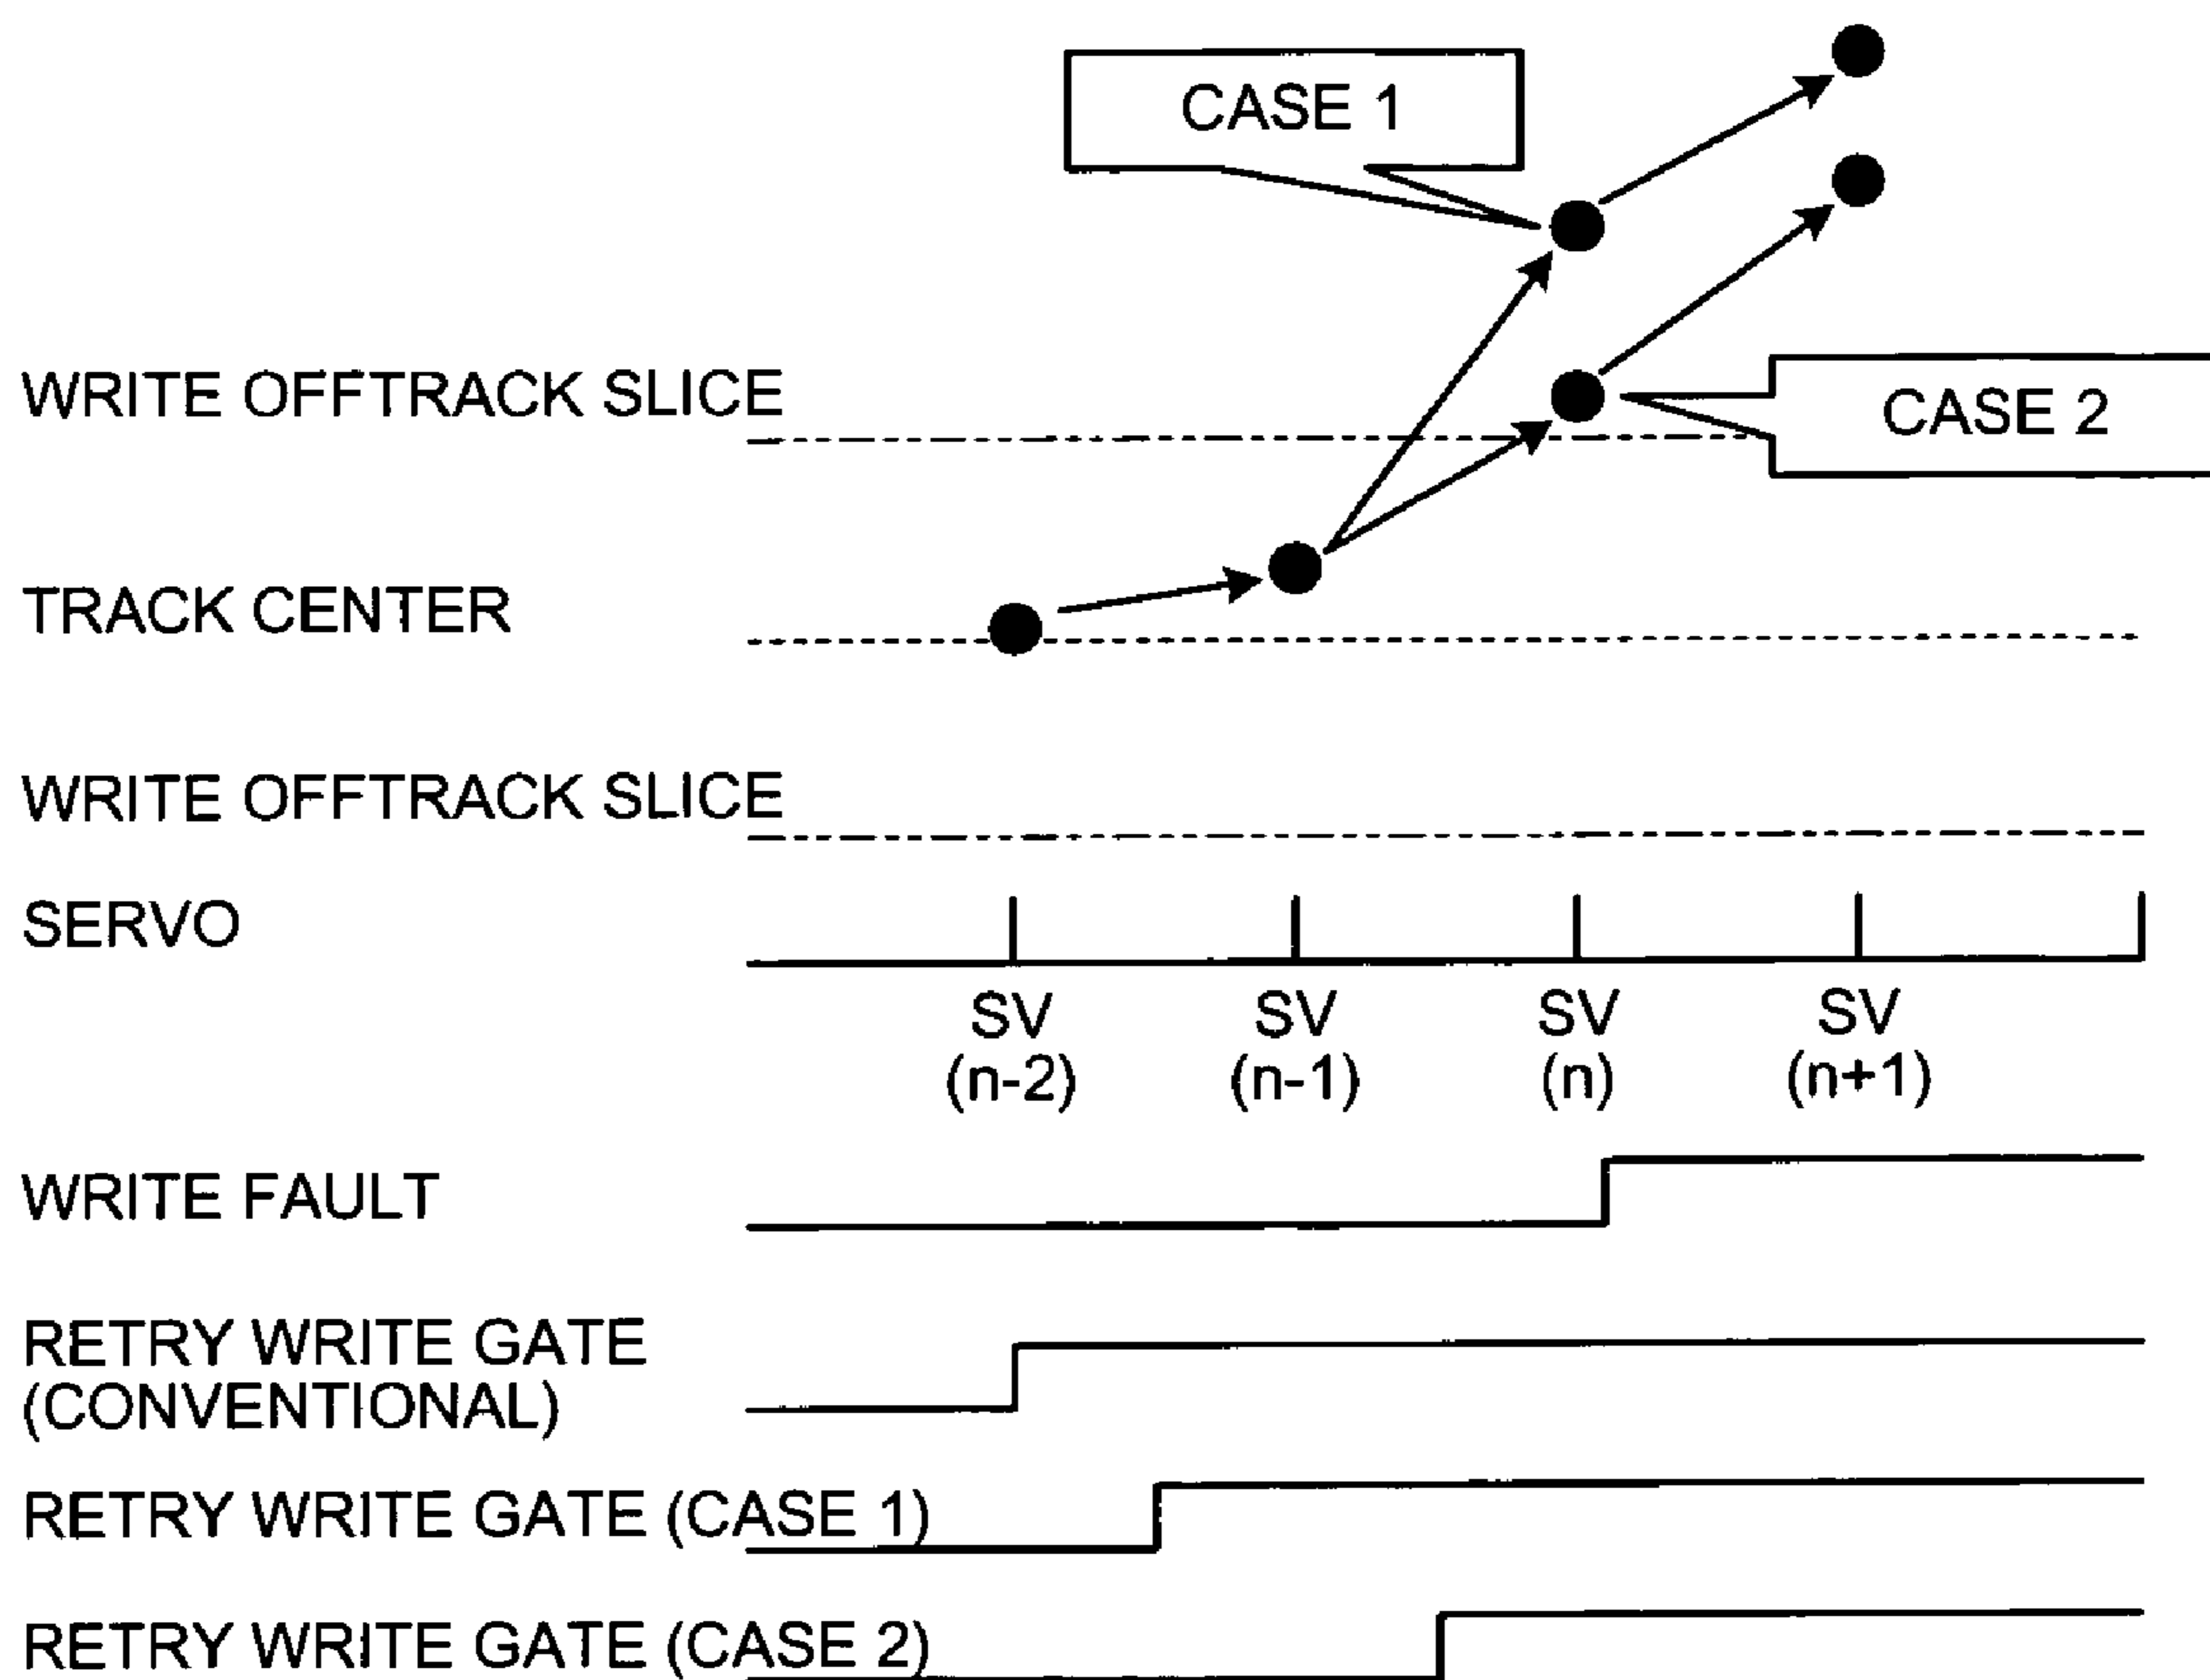 CASE 1
WRITE OFFTRACK SLICE
CASE 2
TRACK CENTER
WRITE OFFTRACK SLICE
SERVO
SV SV SV SV
(n-2) (n-1) (n) (n+1)
WRITE FAULT
RETRY WRITE GATE
(CONVENTIONAL)
RETRY WRITE GATE (CASE 1)
RETRY WRITE GATE (CASE 2)